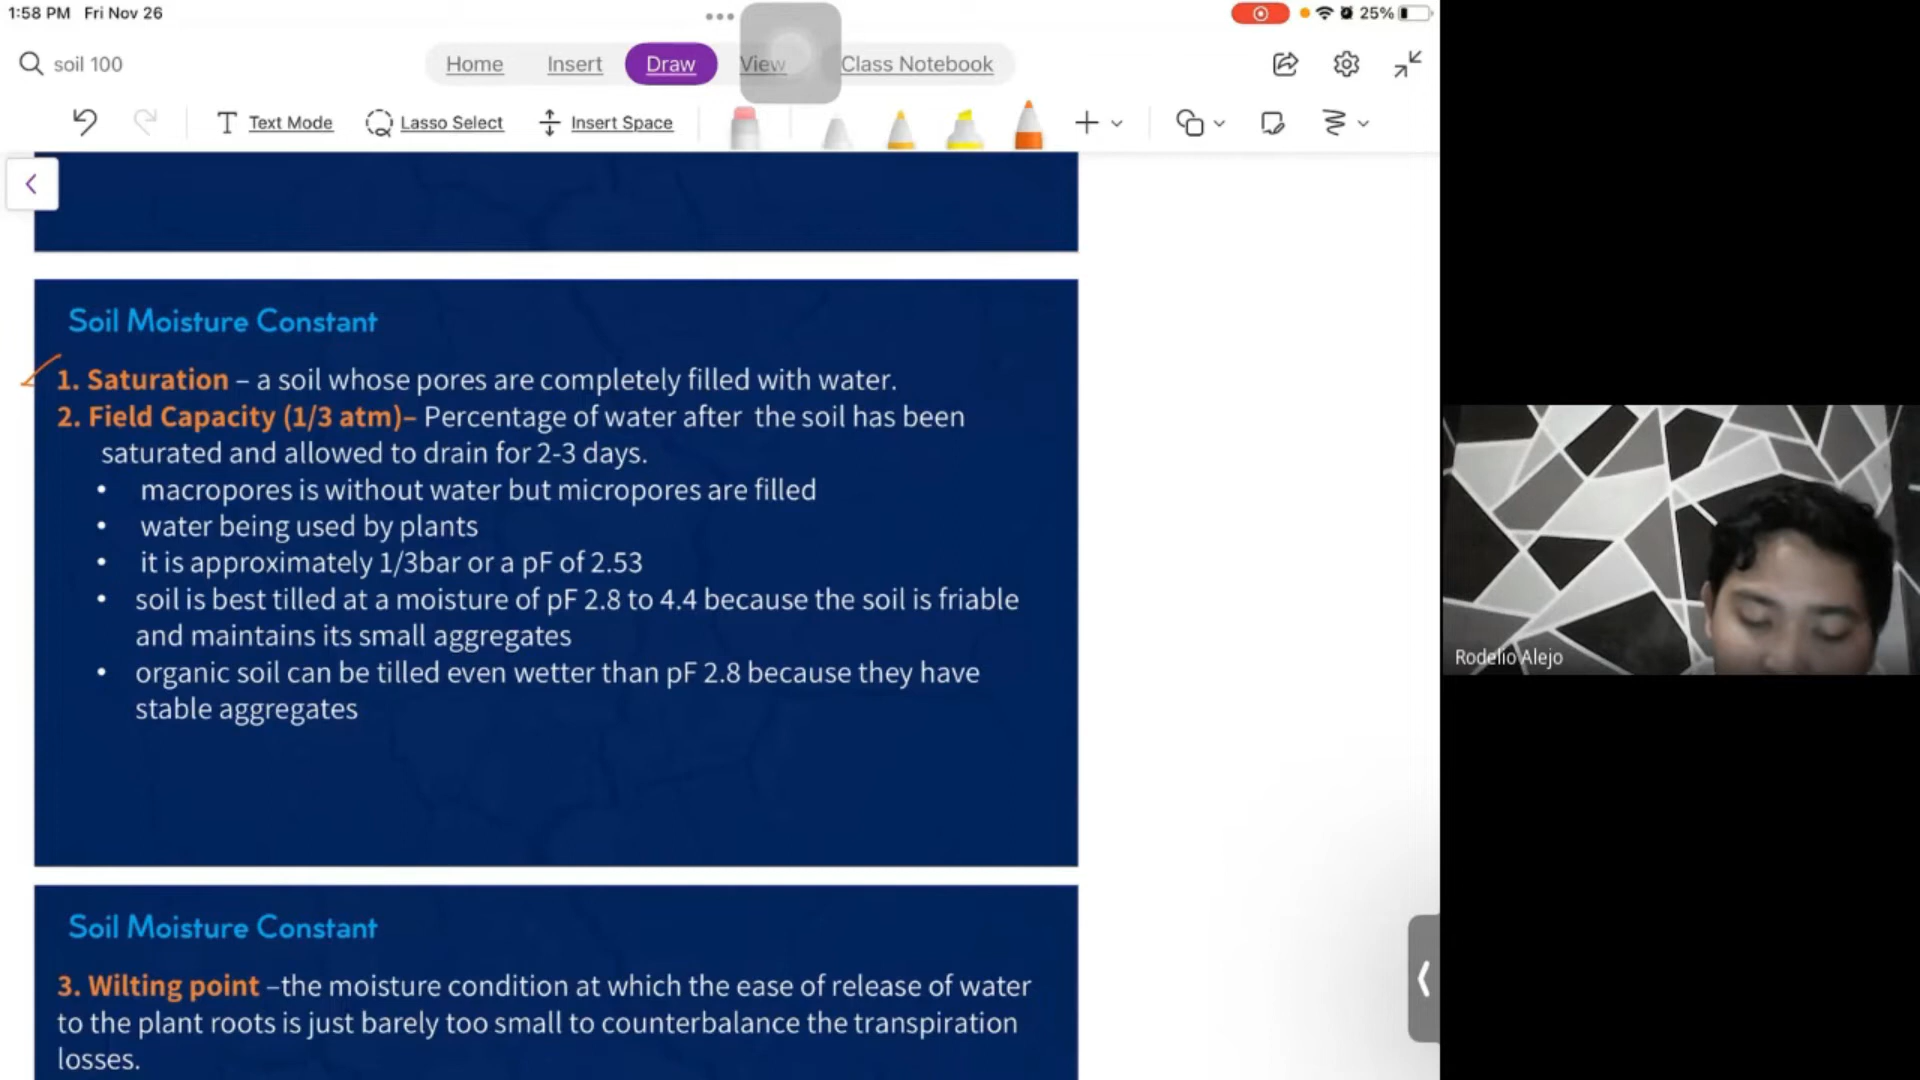 1:58 PM Fri Nov 26
25%
soil 100
Home Insert Draw View Class Notebook
Text Mode Lasso Select Insert Space
Soil Moisture Constant
1. Saturation – a soil whose pores are completely filled with water.
2. Field Capacity (1/3 atm)– Percentage of water after the soil has been
saturated and allowed to drain for 2-3 days.
• macropores is without water but micropores are filled
• water being used by plants
• it is approximately 1/3bar or a pF of 2.53
• soil is best tilled at a moisture of pF 2.8 to 4.4 because the soil is friable
and maintains its small aggregates
• organic soil can be tilled even wetter than pF 2.8 because they have
stable aggregates
Rodelio Alejo
Soil Moisture Constant
3. Wilting point –the moisture condition at which the ease of release of water
to the plant roots is just barely too small to counterbalance the transpiration
losses.